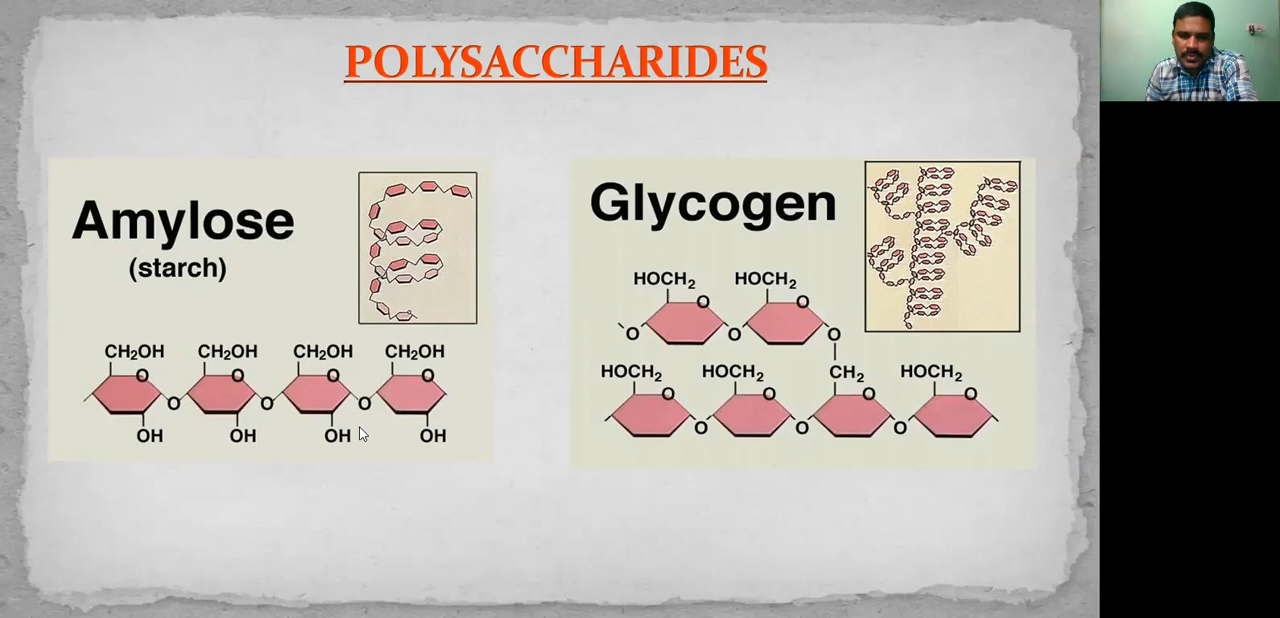 POLYSACCHARIDES
Amylose
(starch)
CH₂OH CH₂OH CH₂OH CH₂OH
O O O O
O O O
OH OH OH OH
Glycogen
HOCH₂ HOCH₂
O O
O O O
HOCH₂ HOCH₂ CH₂ HOCH₂
O O O O
O O O